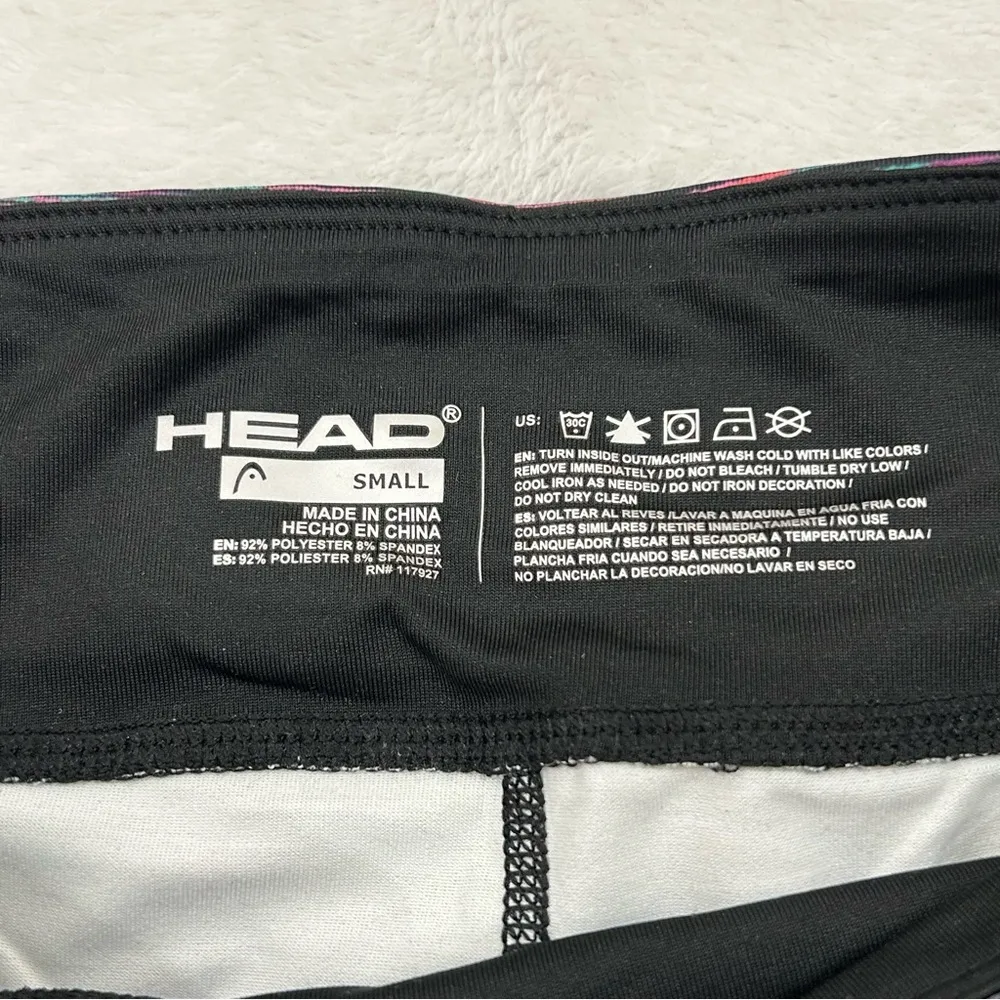 HEAD®
SMALL
MADE IN CHINA
HECHO EN CHINA
EN: 92% POLYESTER 8% SPANDEX
ES: 92% POLIESTER 8% SPANDEX
RN# 117927
US: 30C
EN: TURN INSIDE OUT/MACHINE WASH COLD WITH LIKE COLORS /
REMOVE IMMEDIATELY / DO NOT BLEACH / TUMBLE DRY LOW /
COOL IRON AS NEEDED / DO NOT IRON DECORATION /
DO NOT DRY CLEAN
ES: VOLTEAR AL REVES /LAVAR A MAQUINA EN AGUA FRIA CON
COLORES SIMILARES / RETIRE INMEDIATAMENTE / NO USE
BLANQUEADOR / SECAR EN SECADORA A TEMPERATURA BAJA /
PLANCHA FRIA CUANDO SEA NECESARIO /
NO PLANCHAR LA DECORACION/NO LAVAR EN SECO